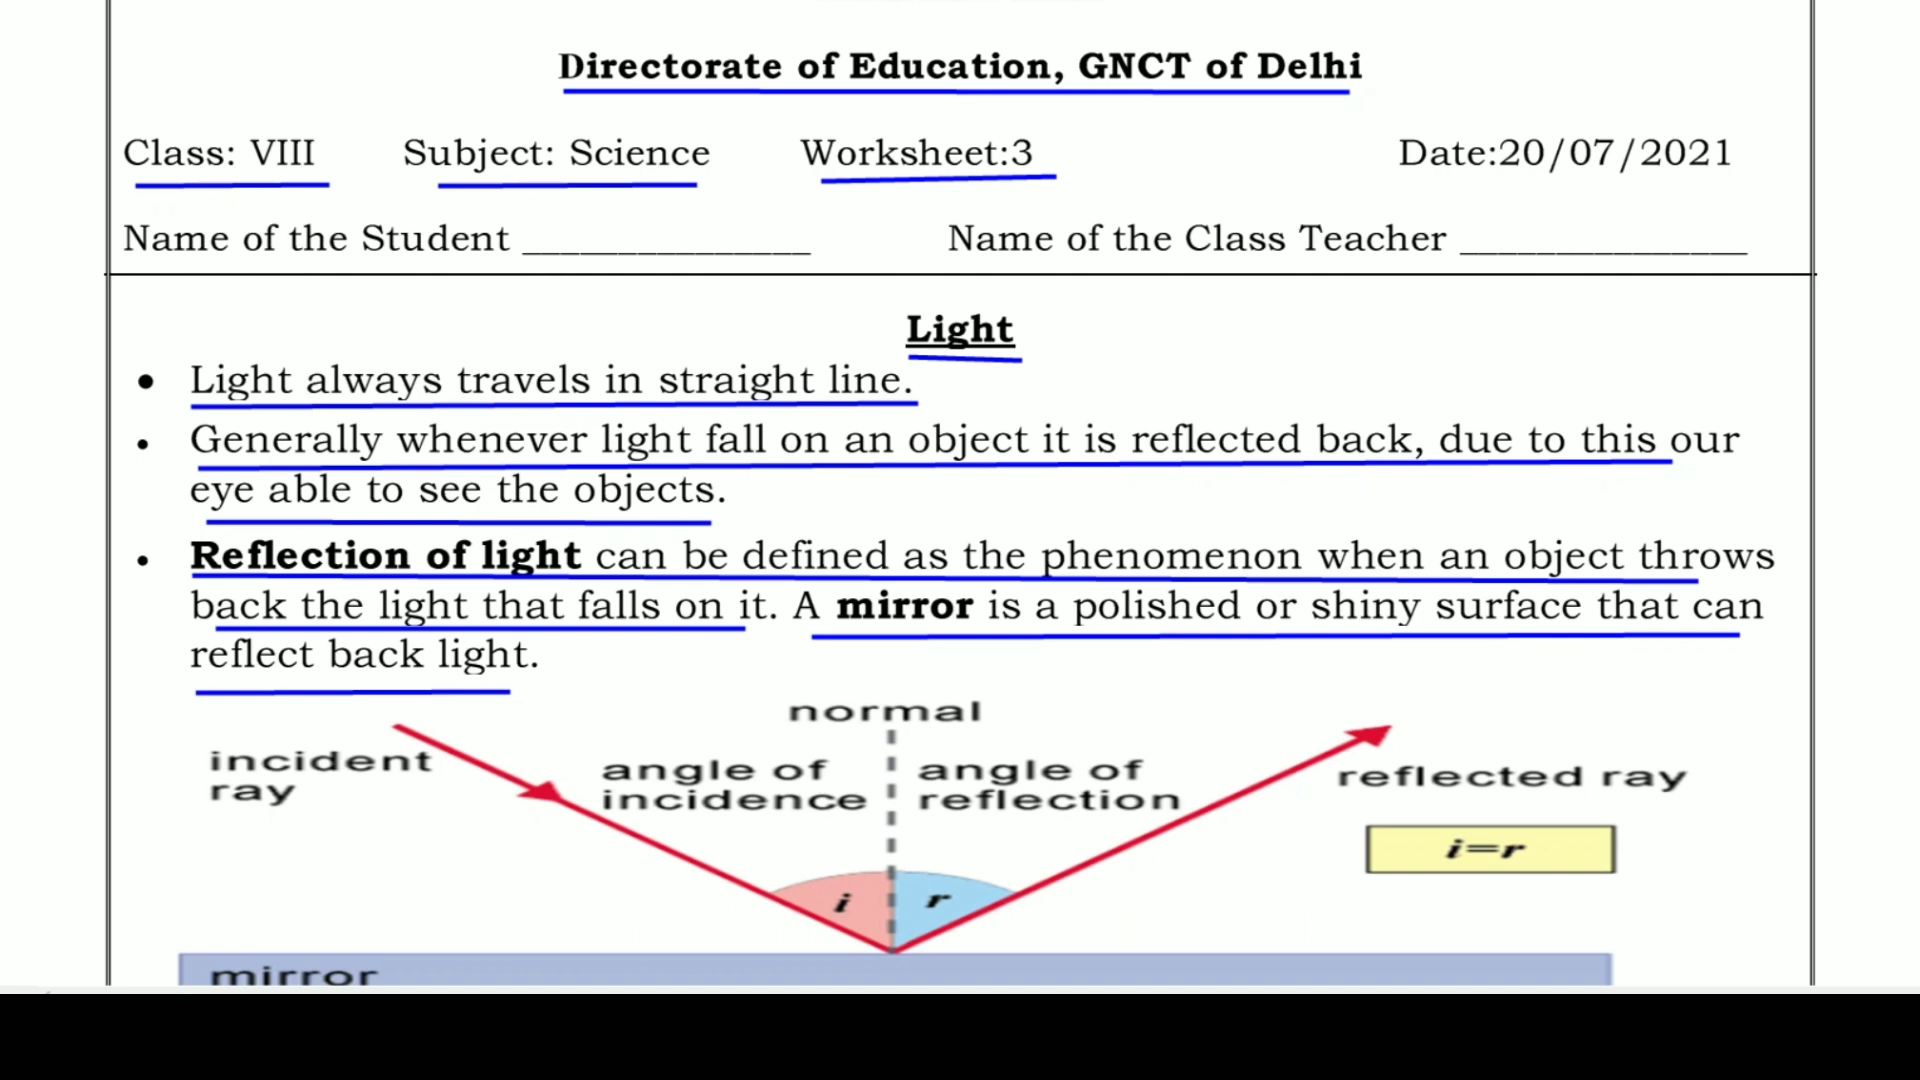 Directorate of Education, GNCT of Delhi
Class: VIII Subject: Science Worksheet:3 Date:20/07/2021
Name of the Student _______________ Name of the Class Teacher _______________
Light
• Light always travels in straight line.
• Generally whenever light fall on an object it is reflected back, due to this our
eye able to see the objects.
• Reflection of light can be defined as the phenomenon when an object throws
back the light that falls on it. A mirror is a polished or shiny surface that can
reflect back light.
normal
incident
ray
angle of
incidence
angle of
reflection
reflected ray
i=r
i
r
mirror